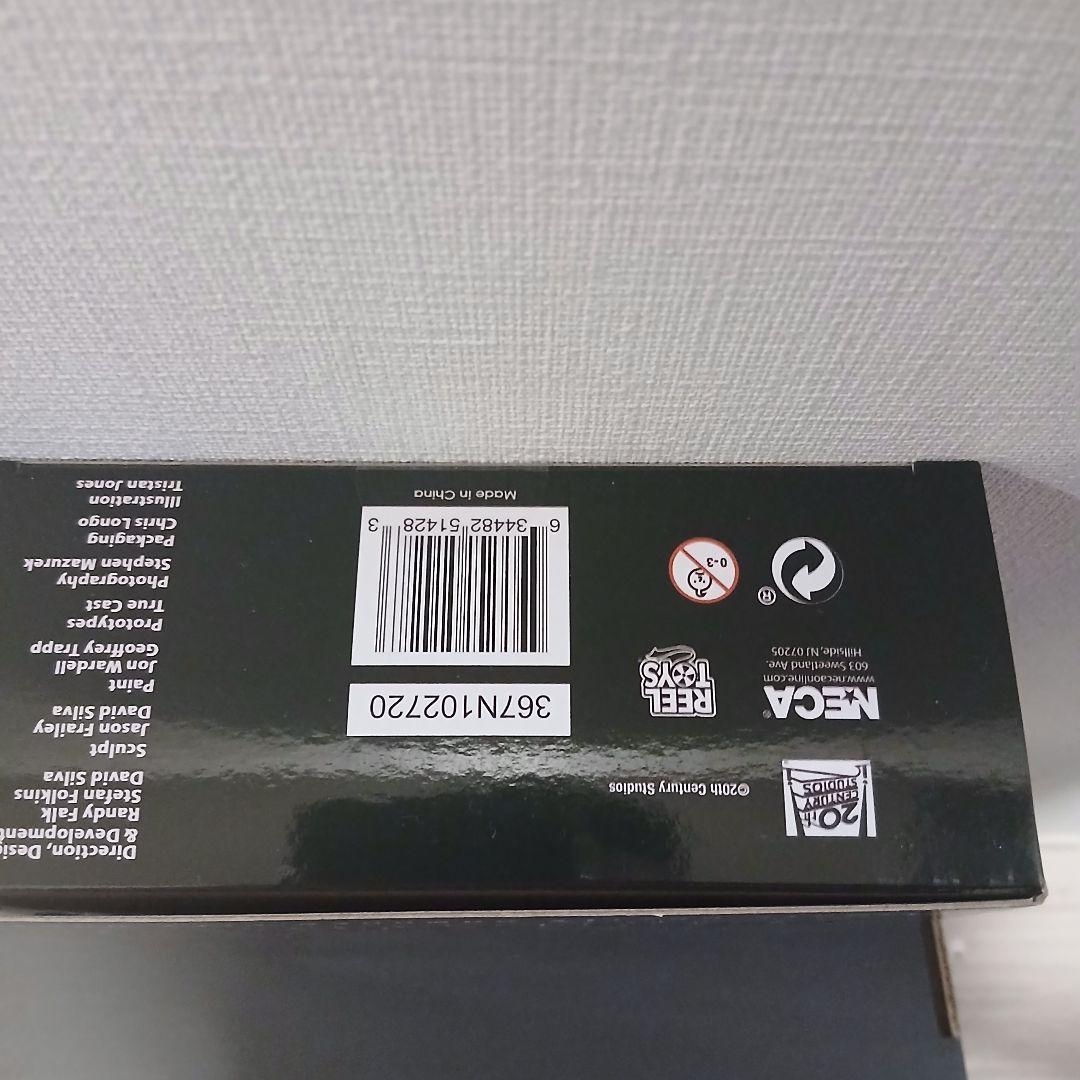 20th
CENTURY
STUDIOS
©20th Century Studios
NECA®
www.necaonline.com
603 Sweetland Ave.
Hillside, NJ 07205
REEL
TOYS
®
0-3
367N102720
6 34482 51428 3
Made in China
& Development
Direction,
Randy Falk
Stefan Folkins
David Silva
Sculpt
Jason Frailey
David Silva
Paint
Jon Wardell
Geoffrey Trapp
Prototypes
True Cast
Photography
Stephen Mazurek
Packaging
Chris Longo
Illustration
Tristan Jones